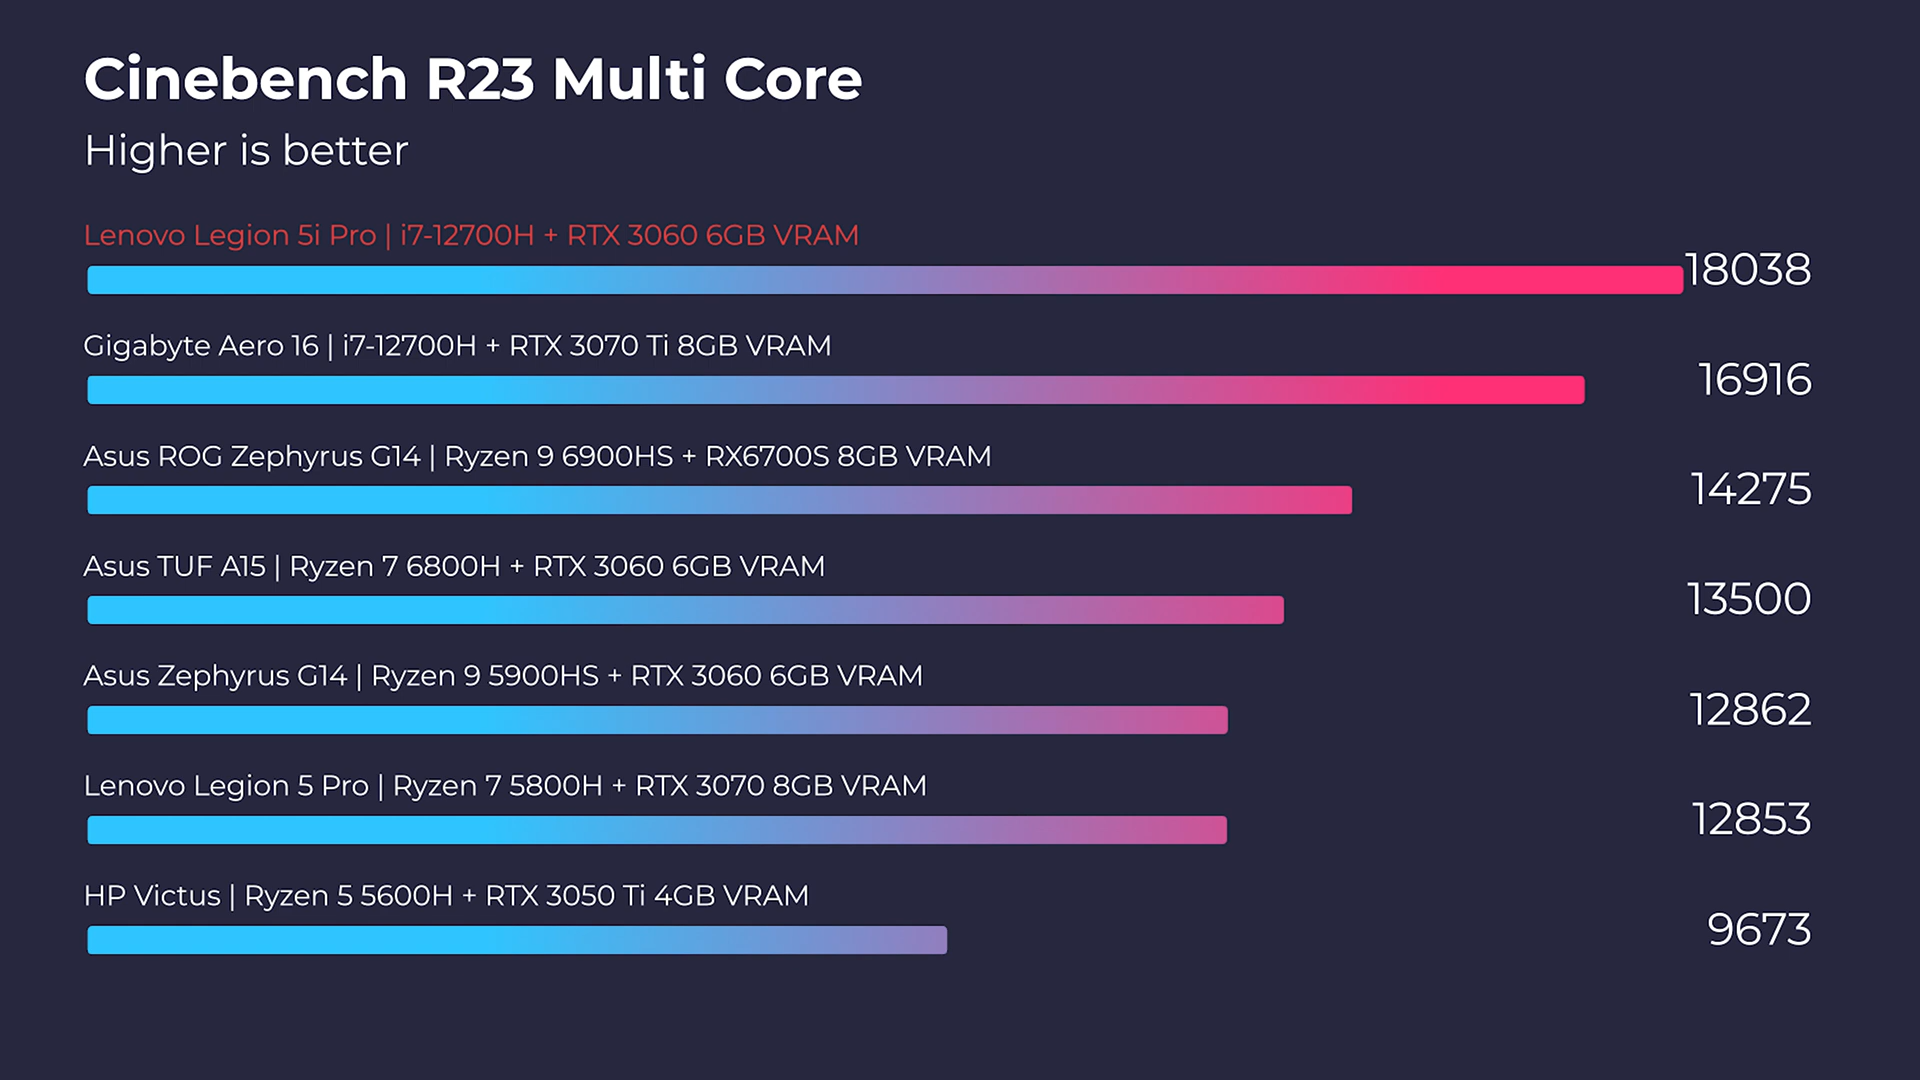 Cinebench R23 Multi Core
Higher is better
Lenovo Legion 5i Pro | i7-12700H + RTX 3060 6GB VRAM
18038
Gigabyte Aero 16 | i7-12700H + RTX 3070 Ti 8GB VRAM
16916
Asus ROG Zephyrus G14 | Ryzen 9 6900HS + RX6700S 8GB VRAM
14275
Asus TUF A15 | Ryzen 7 6800H + RTX 3060 6GB VRAM
13500
Asus Zephyrus G14 | Ryzen 9 5900HS + RTX 3060 6GB VRAM
12862
Lenovo Legion 5 Pro | Ryzen 7 5800H + RTX 3070 8GB VRAM
12853
HP Victus | Ryzen 5 5600H + RTX 3050 Ti 4GB VRAM
9673